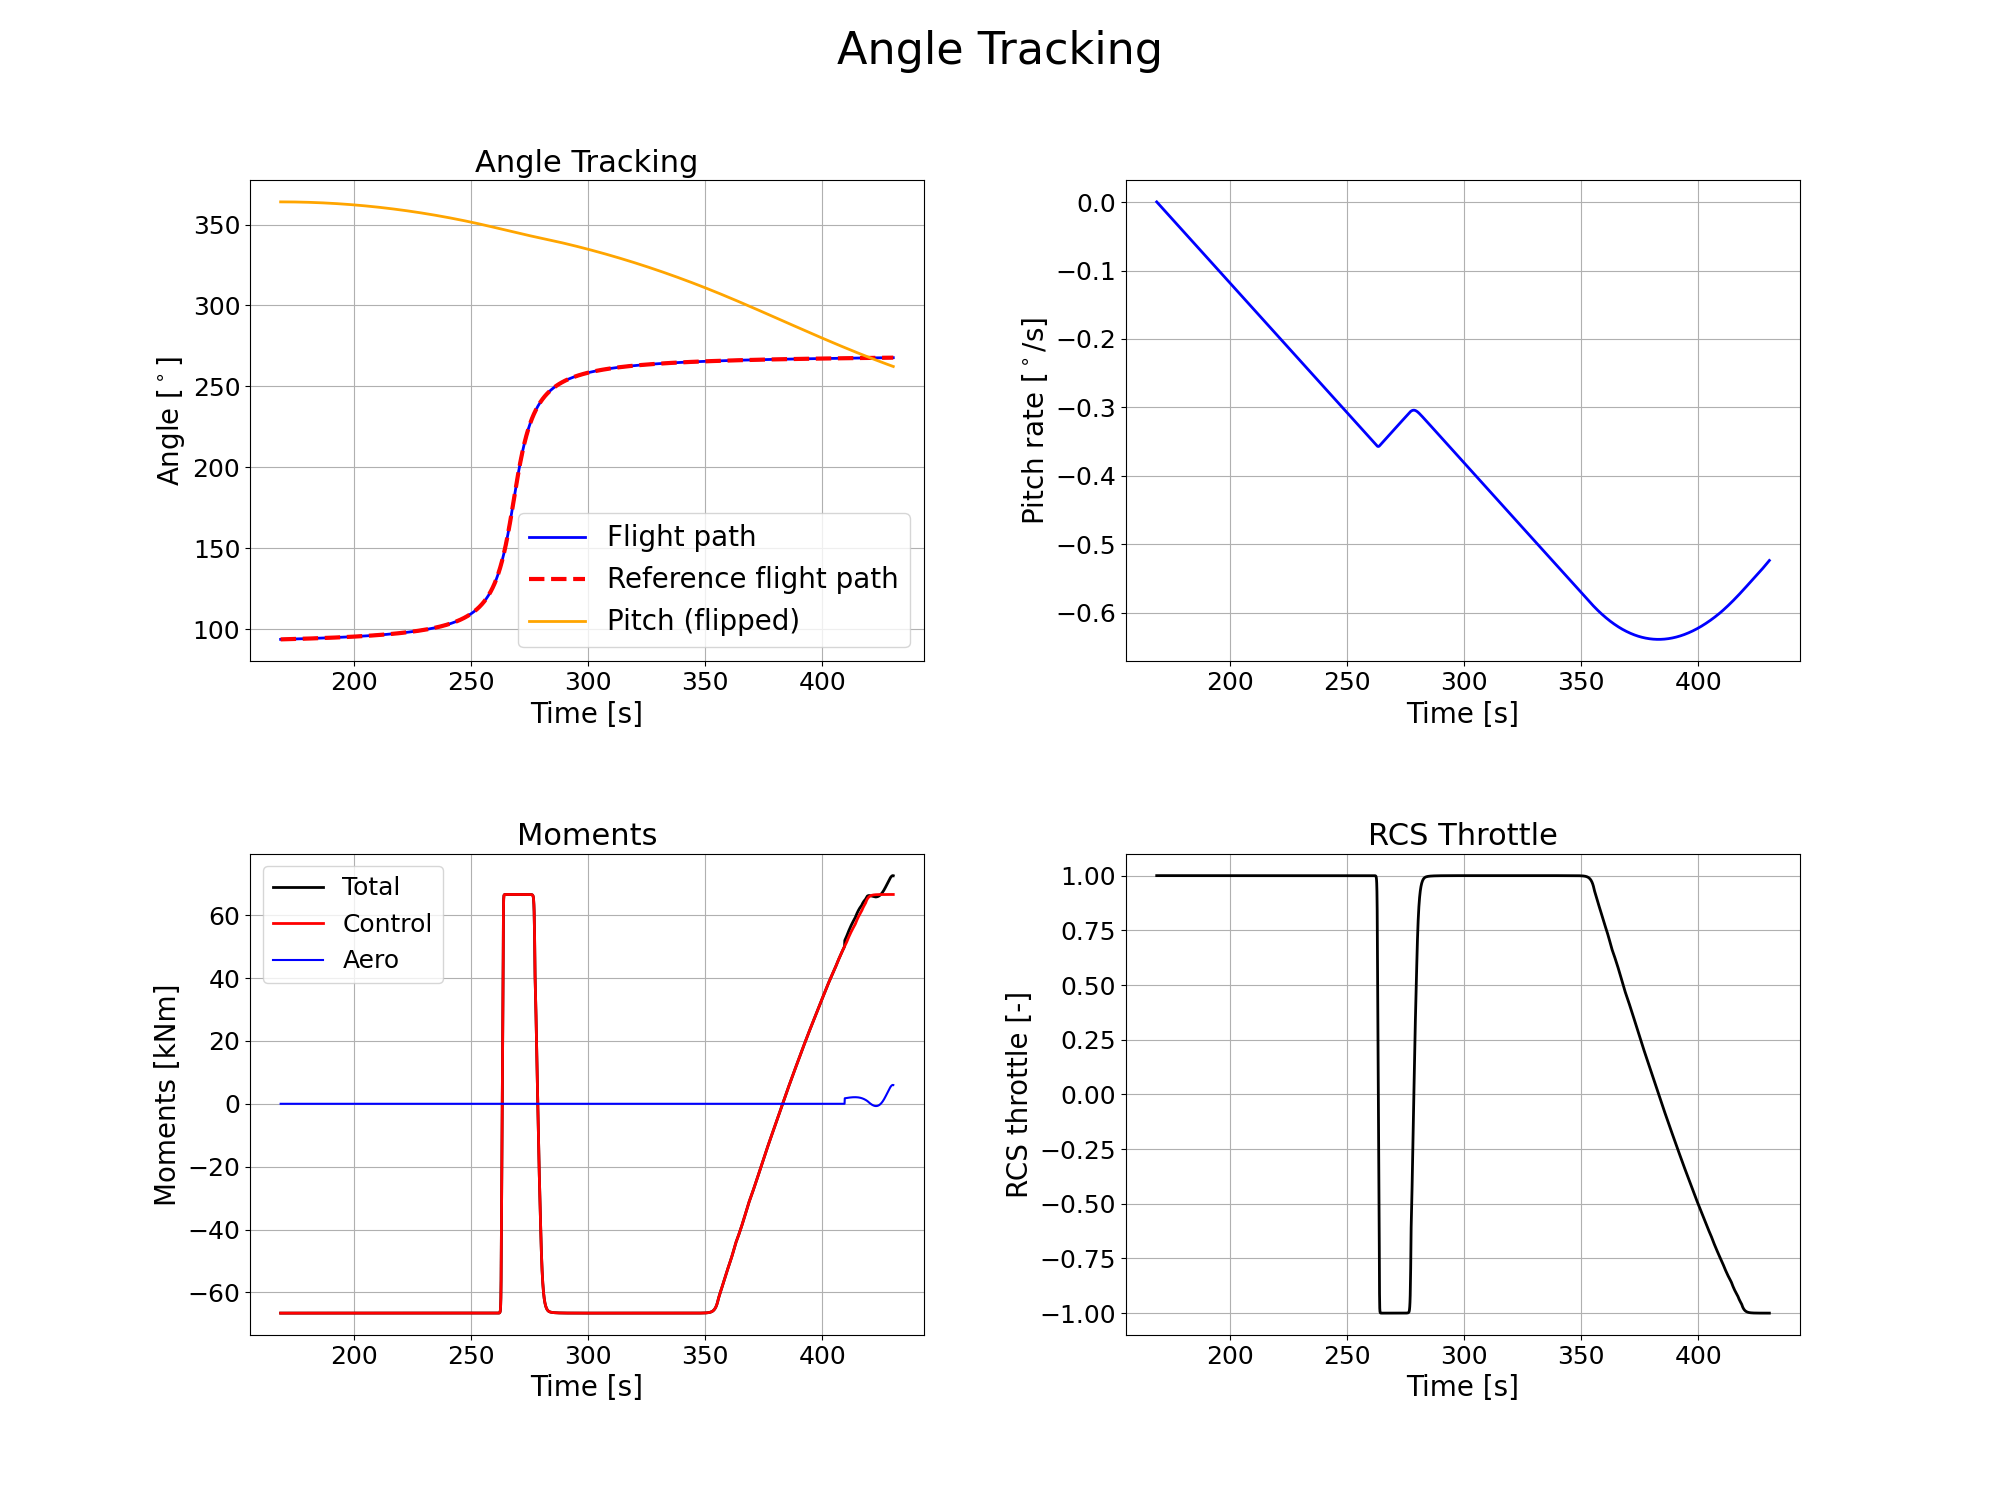 Angle Tracking
Angle Tracking
350
300
250
200
150
100
Angle [°]
Flight path
Reference flight path
Pitch (flipped)
200 250 300 350 400
Time [s]
0.0
−0.1
−0.2
−0.3
−0.4
−0.5
−0.6
Pitch rate [°/s]
200 250 300 350 400
Time [s]
Moments
Total
Control
Aero
60
40
20
0
−20
−40
−60
Moments [kNm]
200 250 300 350 400
Time [s]
RCS Throttle
1.00
0.75
0.50
0.25
0.00
−0.25
−0.50
−0.75
−1.00
RCS throttle [-]
200 250 300 350 400
Time [s]